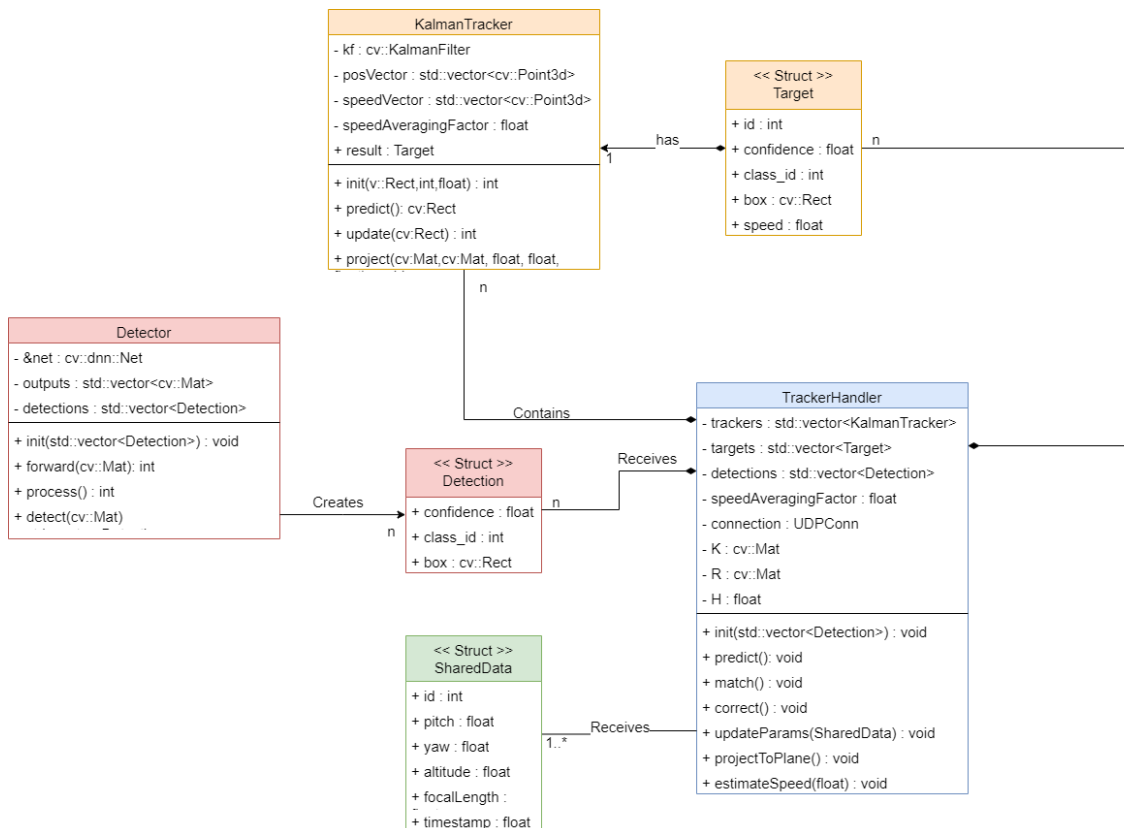 KalmanTracker
- kf : cv::KalmanFilter
- posVector : std::vector<cv::Point3d>
- speedVector : std::vector<cv::Point3d>
- speedAveragingFactor : float
+ result : Target
+ init(v::Rect,int,float) : int
+ predict(): cv:Rect
+ update(cv:Rect) : int
+ project(cv:Mat,cv:Mat, float, float,
<< Struct >>
Target
+ id : int
+ confidence : float
+ class_id : int
+ box : cv::Rect
+ speed : float
has
1
n
n
Detector
- &net : cv::dnn::Net
- outputs : std::vector<cv::Mat>
- detections : std::vector<Detection>
+ init(std::vector<Detection>) : void
+ forward(cv::Mat): int
+ process() : int
+ detect(cv::Mat)
Creates
n
<< Struct >>
Detection
+ confidence : float
+ class_id : int
+ box : cv::Rect
Contains
Receives
n
TrackerHandler
- trackers : std::vector<KalmanTracker>
- targets : std::vector<Target>
- detections : std::vector<Detection>
- speedAveragingFactor : float
- connection : UDPConn
- K : cv::Mat
- R : cv::Mat
- H : float
+ init(std::vector<Detection>) : void
+ predict(): void
+ match() : void
+ correct() : void
+ updateParams(SharedData) : void
+ projectToPlane() : void
+ estimateSpeed(float) : void
<< Struct >>
SharedData
+ id : int
+ pitch : float
+ yaw : float
+ altitude : float
+ focalLength :
+ timestamp : float
Receives
1..*